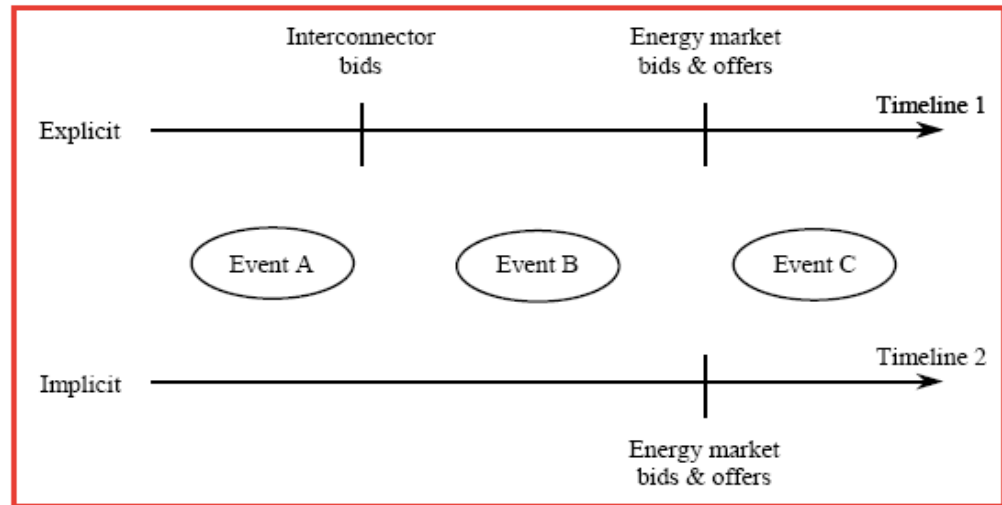 Interconnector
bids
Energy market
bids & offers
Timeline 1
Explicit
Event A
Event B
Event C
Timeline 2
Implicit
Energy market
bids & offers